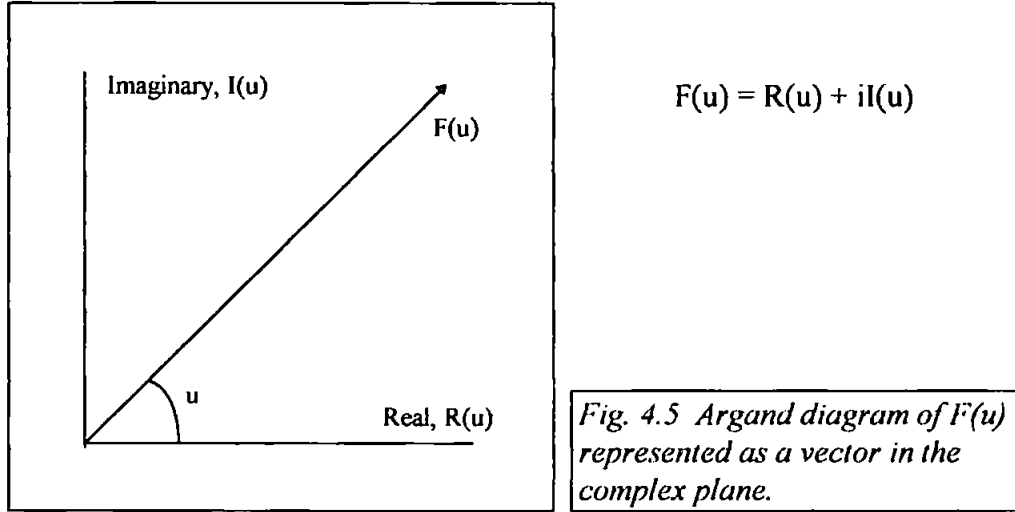 Imaginary, I(u)
F(u)
u
Real, R(u)
F(u) = R(u) + iI(u)
Fig. 4.5 Argand diagram of F(u)
represented as a vector in the
complex plane.